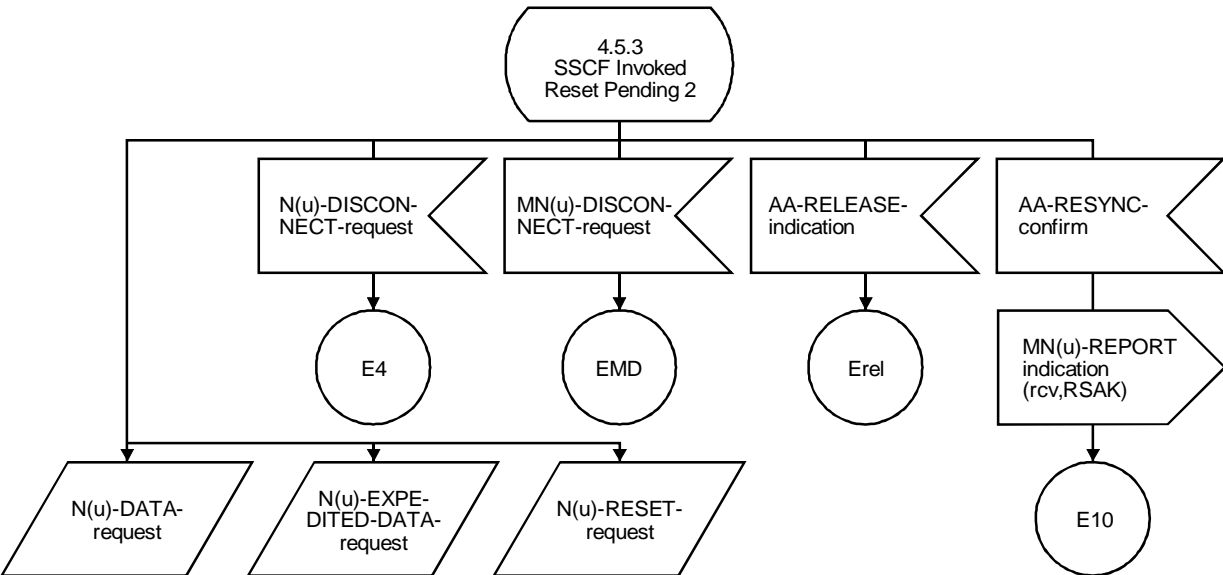 4.5.3
SSCF Invoked
Reset Pending 2
N(u)-DISCON-
NECT-request
MN(u)-DISCON-
NECT-request
AA-RELEASE-
indication
AA-RESYNC-
confirm
E4
EMD
Erel
MN(u)-REPORT
indication
(rcv,RSAK)
N(u)-DATA-
request
N(u)-EXPE-
DITED-DATA-
request
N(u)-RESET-
request
E10